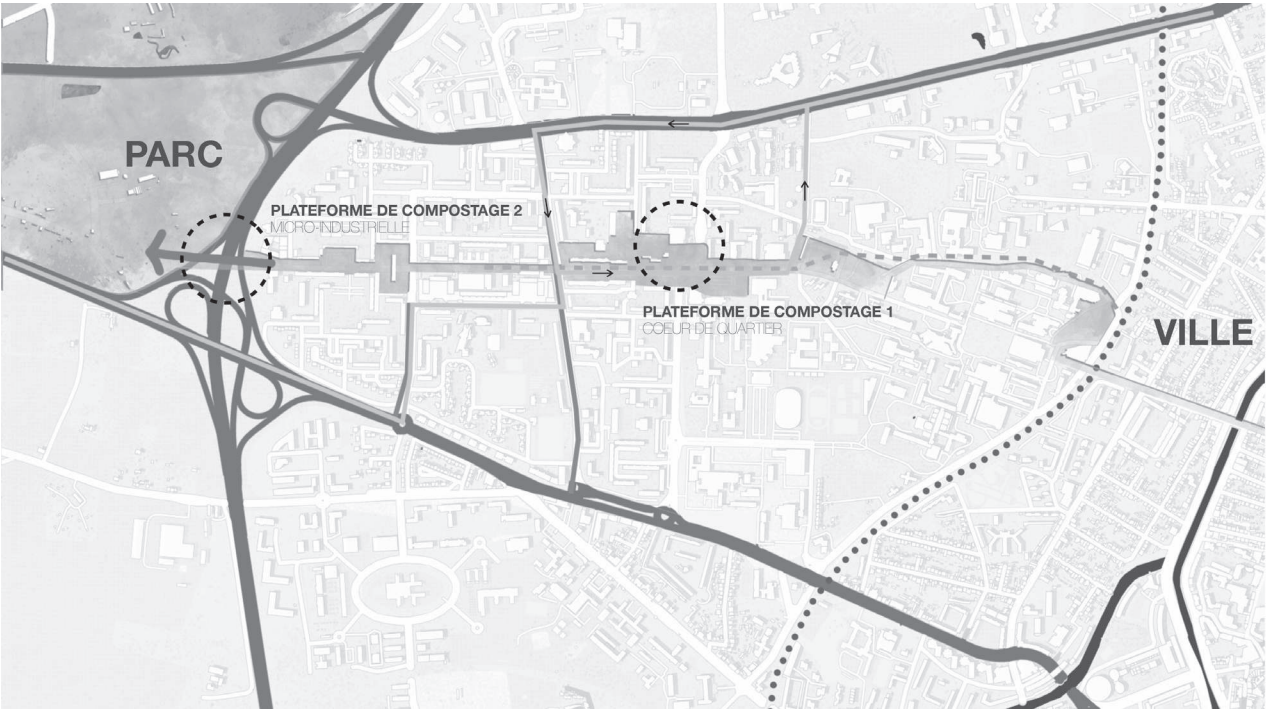 PARC
PLATEFORME DE COMPOSTAGE 2
MICRO-INDUSTRIELLE
PLATEFORME DE COMPOSTAGE 1
COEUR DE QUARTIER
VILLE